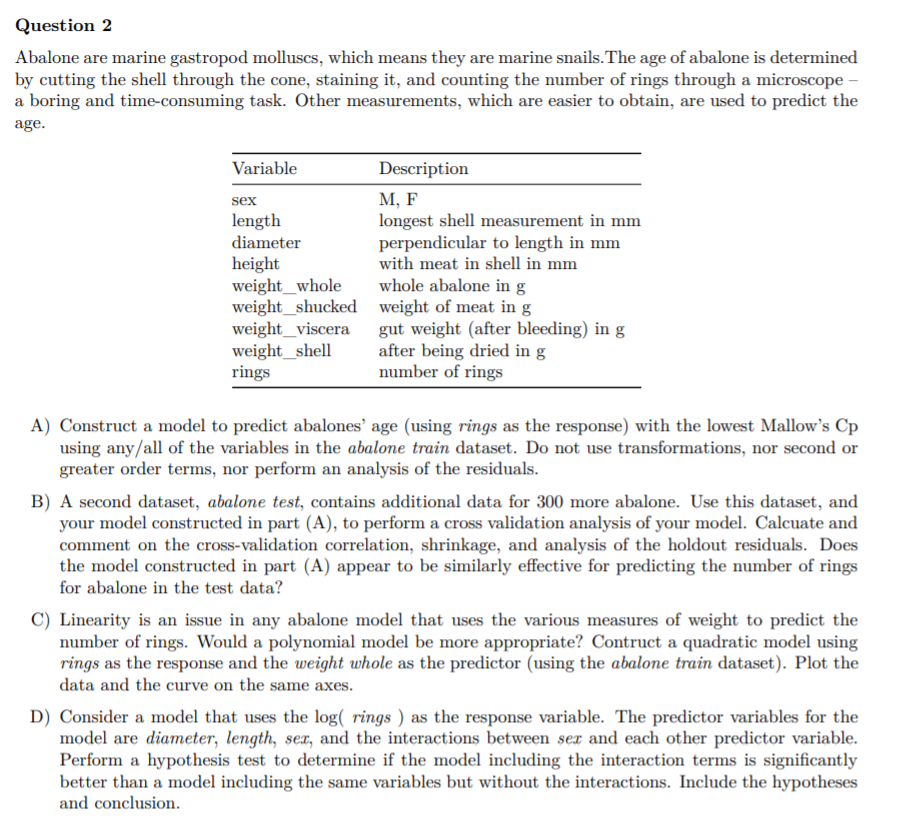 Question 2
Abalone are marine gastropod molluscs, which means they are marine snails.The age of abalone is determined
by cutting the shell through the cone, staining it, and counting the number of rings through a microscope –
a boring and time-consuming task. Other measurements, which are easier to obtain, are used to predict the
age.
Variable Description
sex M, F
length longest shell measurement in mm
diameter perpendicular to length in mm
height with meat in shell in mm
weight_whole whole abalone in g
weight_shucked weight of meat in g
weight_viscera gut weight (after bleeding) in g
weight_shell after being dried in g
rings number of rings
A) Construct a model to predict abalones' age (using rings as the response) with the lowest Mallow's Cp
using any/all of the variables in the abalone train dataset. Do not use transformations, nor second or
greater order terms, nor perform an analysis of the residuals.
B) A second dataset, abalone test, contains additional data for 300 more abalone. Use this dataset, and
your model constructed in part (A), to perform a cross validation analysis of your model. Calcuate and
comment on the cross-validation correlation, shrinkage, and analysis of the holdout residuals. Does
the model constructed in part (A) appear to be similarly effective for predicting the number of rings
for abalone in the test data?
C) Linearity is an issue in any abalone model that uses the various measures of weight to predict the
number of rings. Would a polynomial model be more appropriate? Contruct a quadratic model using
rings as the response and the weight whole as the predictor (using the abalone train dataset). Plot the
data and the curve on the same axes.
D) Consider a model that uses the log( rings ) as the response variable. The predictor variables for the
model are diameter, length, sex, and the interactions between sex and each other predictor variable.
Perform a hypothesis test to determine if the model including the interaction terms is significantly
better than a model including the same variables but without the interactions. Include the hypotheses
and conclusion.